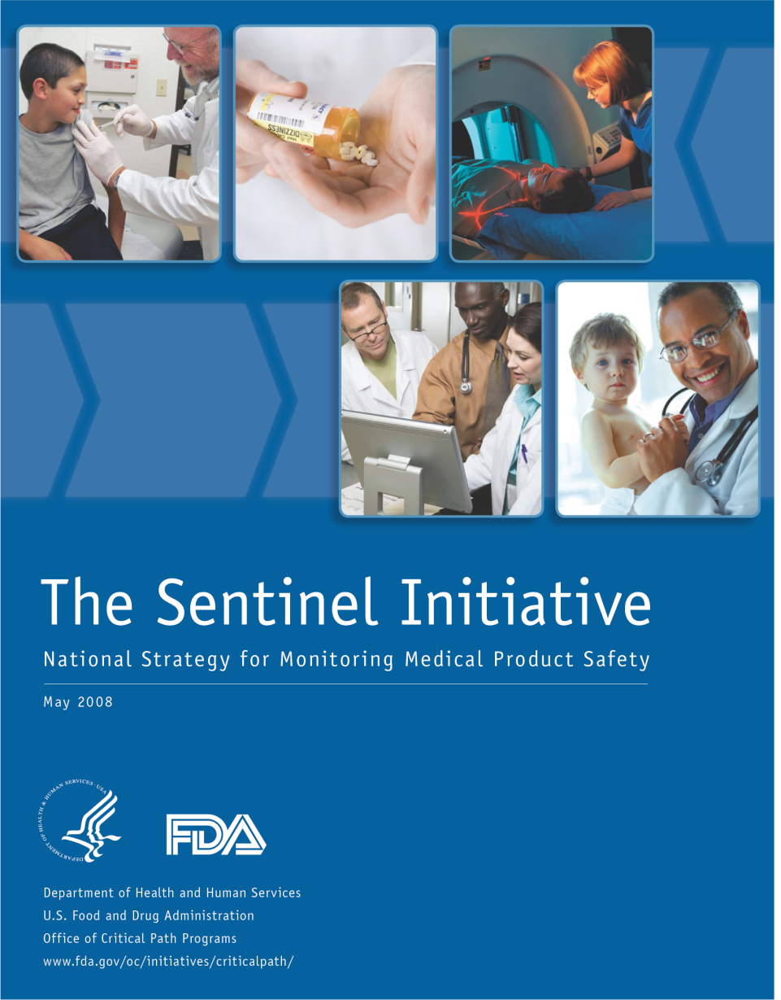 DIZZINESS
The Sentinel Initiative
National Strategy for Monitoring Medical Product Safety
May 2008
DEPARTMENT OF HEALTH & HUMAN SERVICES · USA
FDA
Department of Health and Human Services
U.S. Food and Drug Administration
Office of Critical Path Programs
www.fda.gov/oc/initiatives/criticalpath/